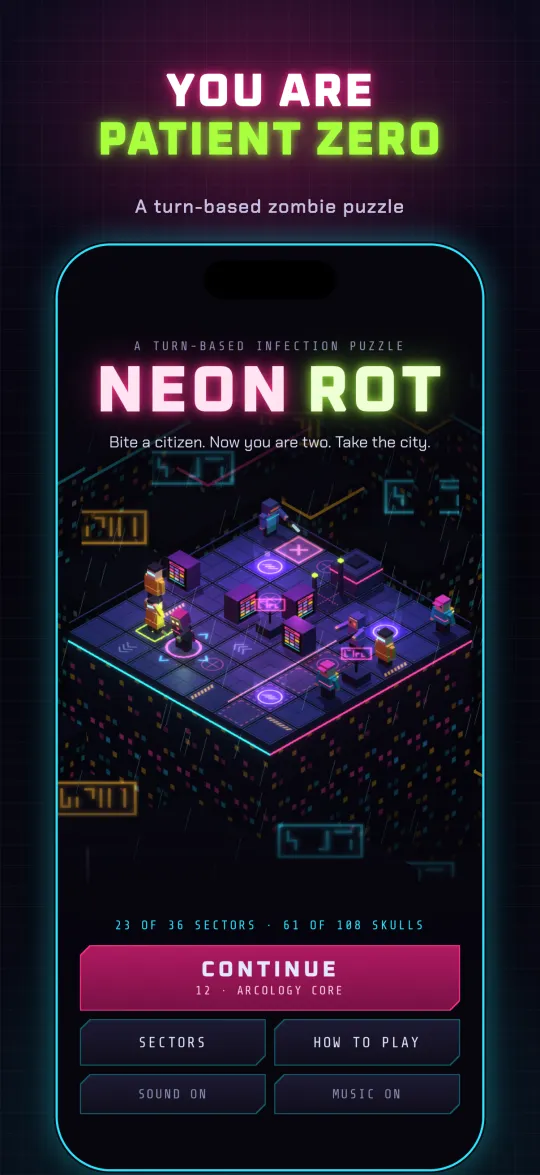 YOU ARE
PATIENT ZERO
A turn-based zombie puzzle
A TURN-BASED INFECTION PUZZLE
NEON ROT
Bite a citizen. Now you are two. Take the city.
23 OF 36 SECTORS · 61 OF 108 SKULLS
CONTINUE
12 · ARCOLOGY CORE
SECTORS
HOW TO PLAY
SOUND ON
MUSIC ON